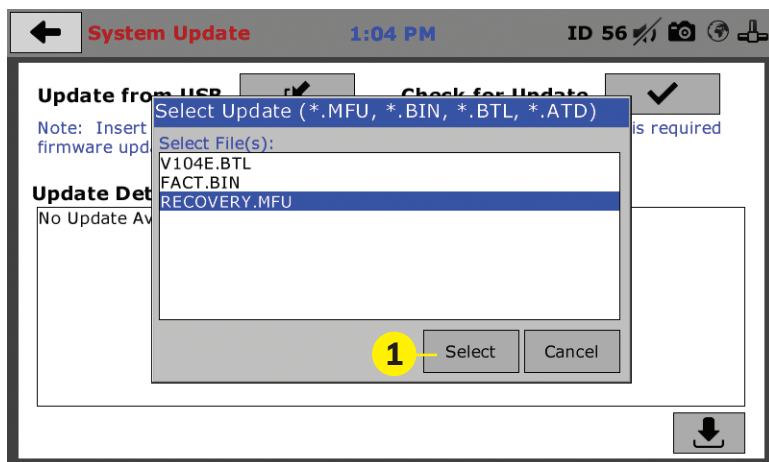 System Update 1:04 PM ID 56
Update from USB Check for Update
Select Update (*.MFU, *.BIN, *.BTL, *.ATD)
Note: Insert is required
firmware upd
Select File(s):
V104E.BTL
FACT.BIN
RECOVERY.MFU
Update Det
No Update Av
1 Select Cancel